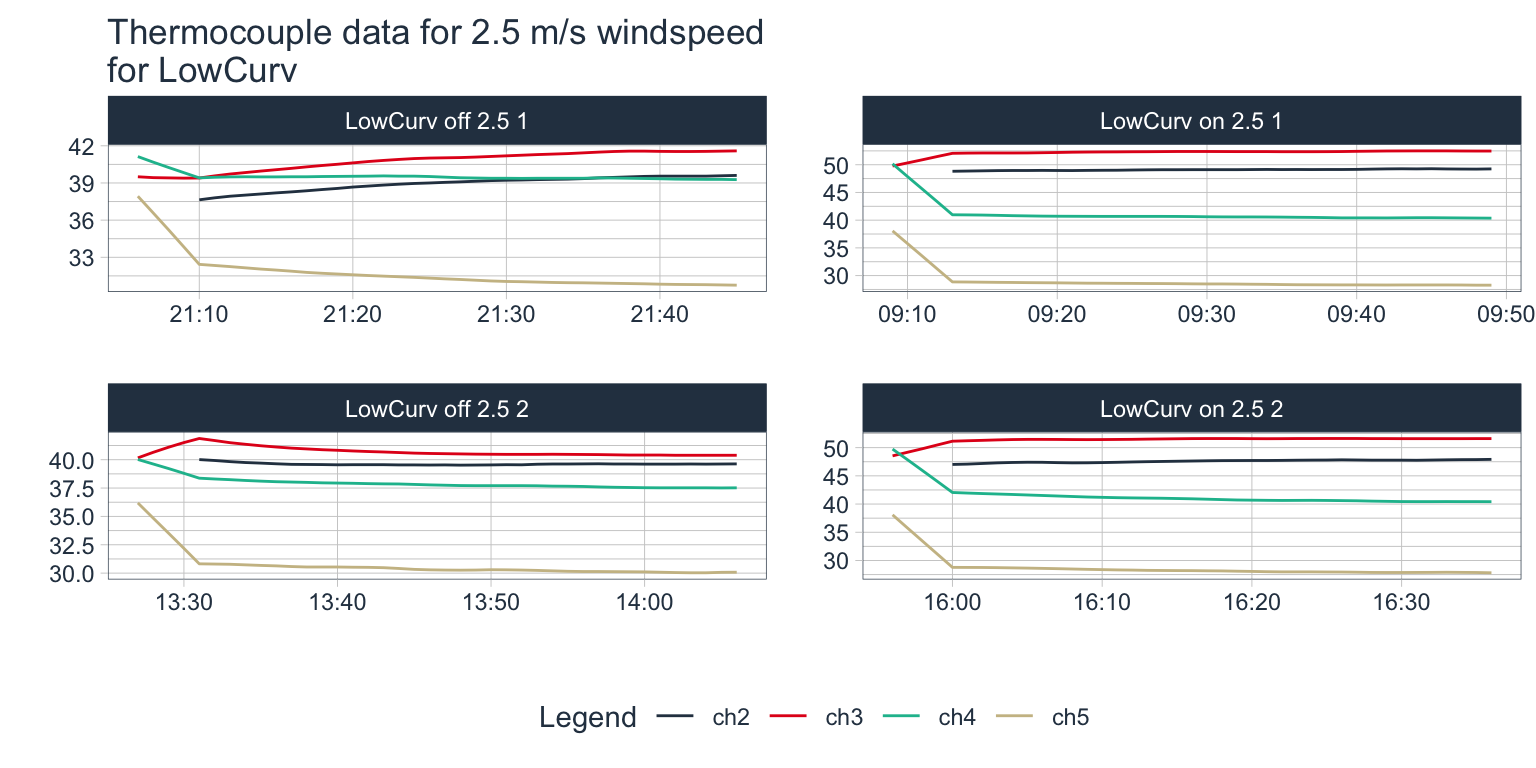 Thermocouple data for 2.5 m/s windspeed
for LowCurv
LowCurv off 2.5 1
42
39
36
33
21:10 21:20 21:30 21:40
LowCurv on 2.5 1
50
45
40
35
30
09:10 09:20 09:30 09:40 09:50
LowCurv off 2.5 2
40.0
37.5
35.0
32.5
30.0
13:30 13:40 13:50 14:00
LowCurv on 2.5 2
50
45
40
35
30
16:00 16:10 16:20 16:30
Legend ch2 ch3 ch4 ch5